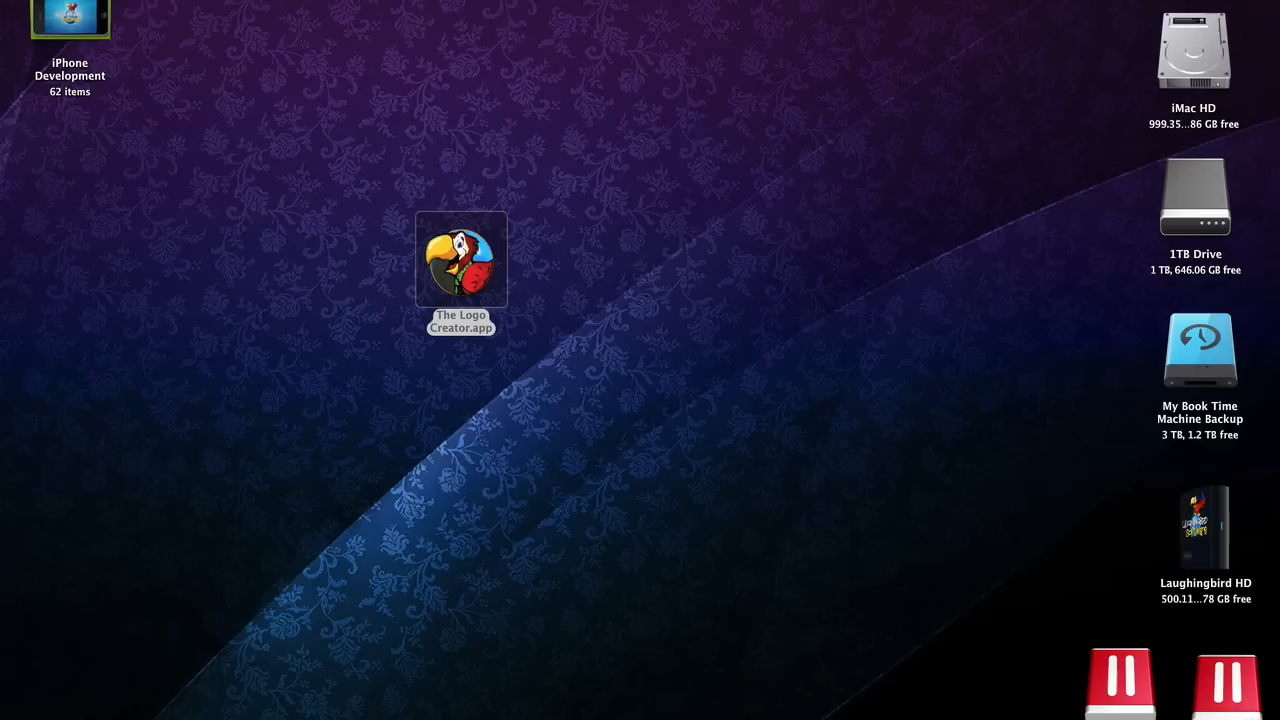 iPhone
Development
62 items
The Logo
Creator.app
iMac HD
999.35...86 GB free
1TB Drive
1 TB, 646.06 GB free
My Book Time
Machine Backup
3 TB, 1.2 TB free
Laughingbird HD
500.11...78 GB free